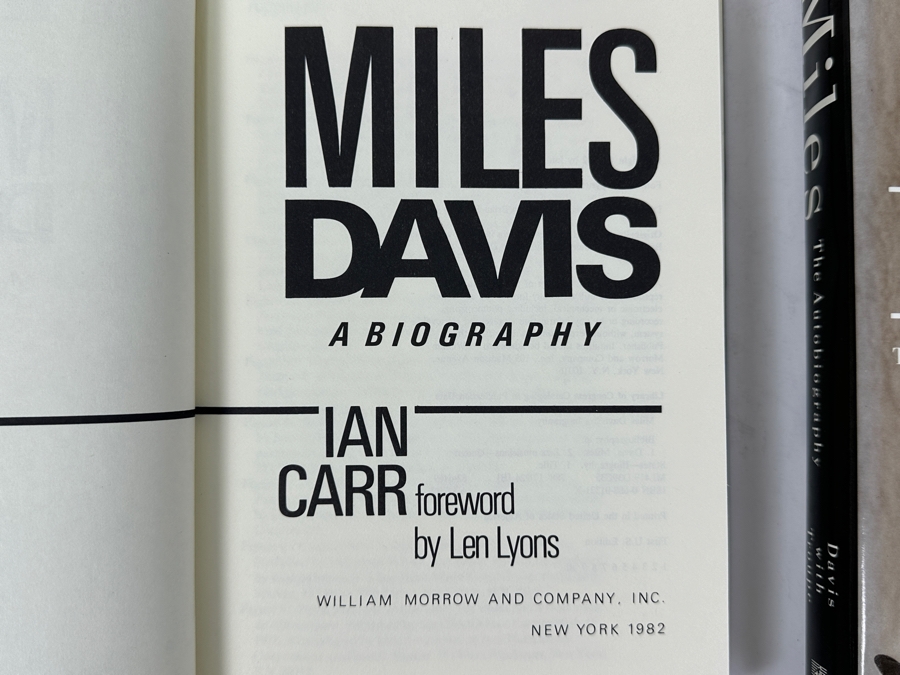 MILES
DAVIS
A BIOGRAPHY
IAN
CARR foreword
by Len Lyons
WILLIAM MORROW AND COMPANY, INC.
NEW YORK 1982
Miles The Autobiography Davis
with
Troupe